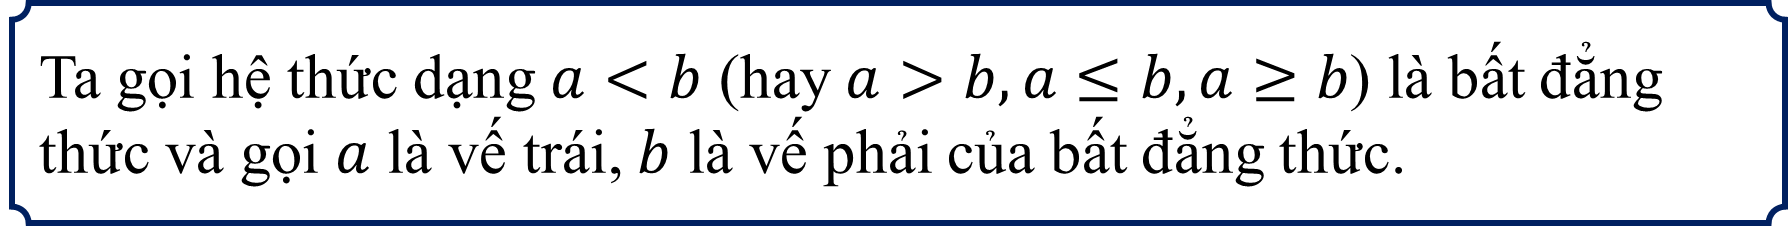 Ta gọi hệ thức dạng a < b (hay a > b, a ≤ b, a ≥ b) là bất đẳng
thức và gọi a là vế trái, b là vế phải của bất đẳng thức.